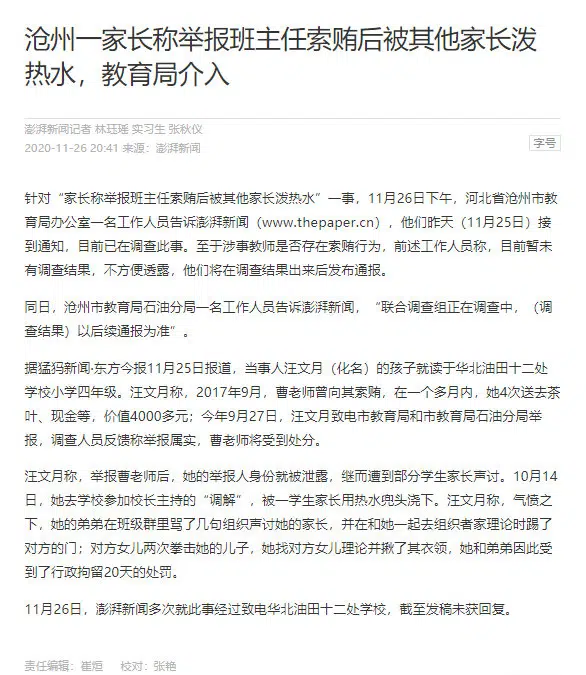 沧州一家长称举报班主任索贿后被其他家长泼
热水，教育局介入
澎湃新闻记者 林珏瑶 实习生 张秋仪
2020-11-26 20:41 来源：澎湃新闻
字号
针对“家长称举报班主任索贿后被其他家长泼热水”一事，11月26日下午，河北省沧州市教
育局办公室一名工作人员告诉澎湃新闻（www.thepaper.cn），他们昨天（11月25日）接
到通知，目前已在调查此事。至于涉事教师是否存在索贿行为，前述工作人员称，目前暂未
有调查结果，不方便透露，他们将在调查结果出来后发布通报。
同日，沧州市教育局石油分局一名工作人员告诉澎湃新闻，“联合调查组正在调查中，（调
查结果）以后续通报为准”。
据猛犸新闻·东方今报11月25日报道，当事人汪文月（化名）的孩子就读于华北油田十二处
学校小学四年级。汪文月称，2017年9月，曹老师曾向其索贿，在一个多月内，她4次送去茶
叶、现金等，价值4000多元；今年9月27日，汪文月致电市教育局和市教育局石油分局举
报，调查人员反馈称举报属实，曹老师将受到处分。
汪文月称，举报曹老师后，她的举报人身份就被泄露，继而遭到部分学生家长声讨。10月14
日，她去学校参加校长主持的“调解”，被一学生家长用热水兜头浇下。汪文月称，气愤之
下，她的弟弟在班级群里骂了几句组织声讨她的家长，并在和她一起去组织者家理论时踢了
对方的门；对方女儿两次拳击她的儿子，她找对方女儿理论并揪了其衣领，她和弟弟因此受
到了行政拘留20天的处罚。
11月26日，澎湃新闻多次就此事经过致电华北油田十二处学校，截至发稿未获回复。
责任编辑：崔烜 校对：张艳